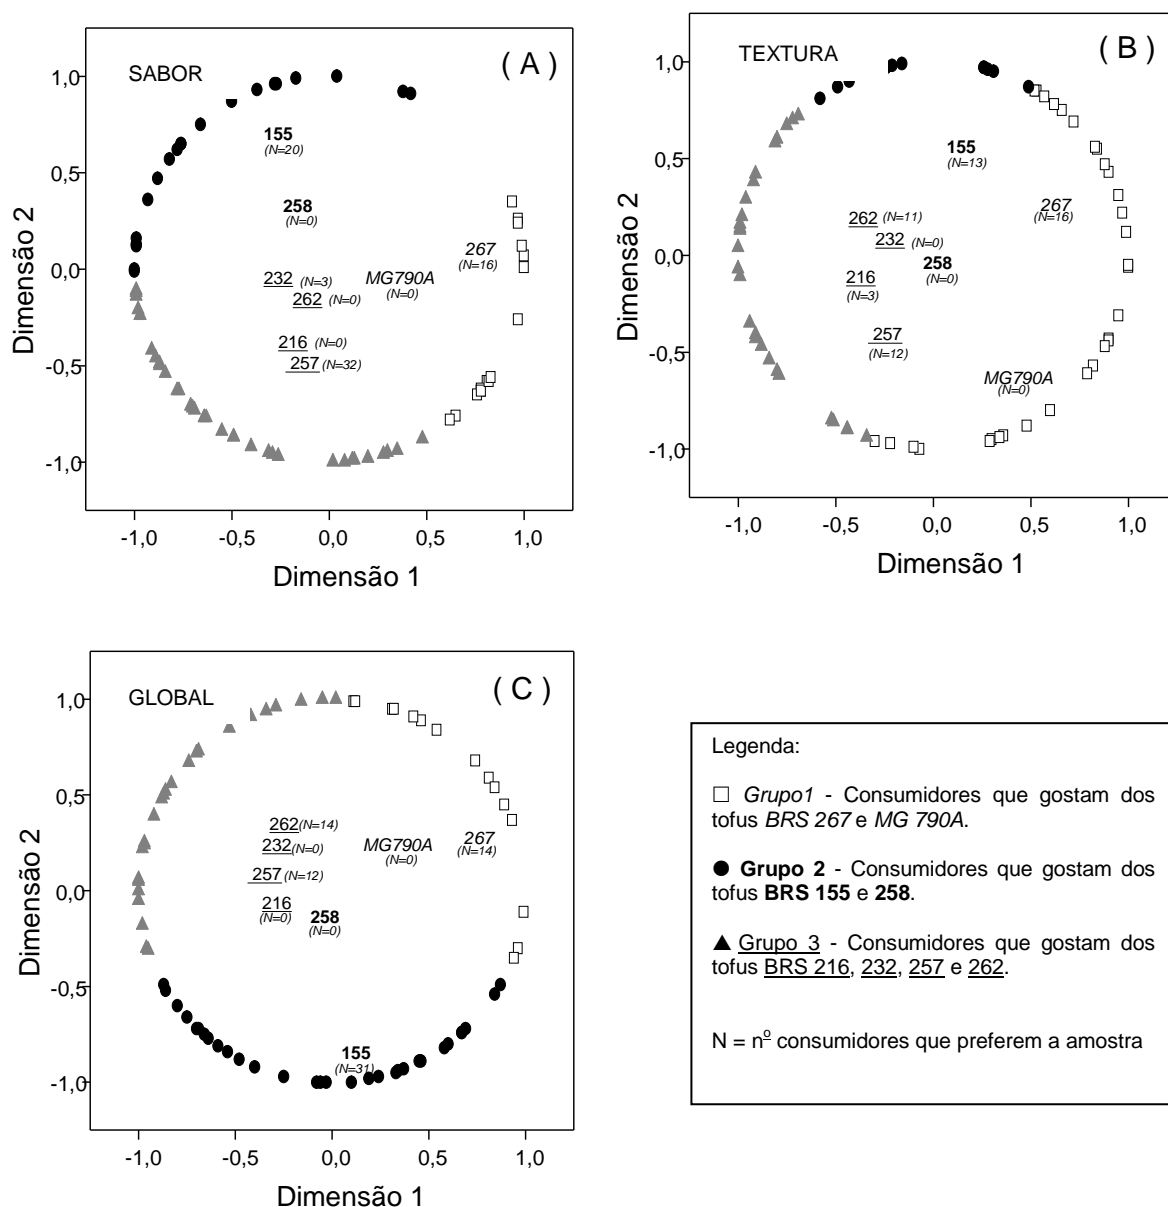 SABOR
( A )
1,0
0,5
0,0
-0,5
-1,0
Dimensão 2
155
(N=20)
258
(N=0)
267
(N=16)
232 (N=3)
MG790A
(N=0)
262 (N=0)
216 (N=0)
257 (N=32)
-1,0 -0,5 0,0 0,5 1,0
Dimensão 1
TEXTURA
( B )
1,0
0,5
0,0
-0,5
-1,0
Dimensão 2
155
(N=13)
267
(N=16)
262 (N=11)
232 (N=0)
258
(N=0)
216
(N=3)
257
(N=12)
MG790A
(N=0)
-1,0 -0,5 0,0 0,5 1,0
Dimensão 1
GLOBAL
( C )
1,0
0,5
0,0
-0,5
-1,0
Dimensão 2
262(N=14)
232(N=0)
MG790A
(N=0)
267
(N=14)
257 (N=12)
216
(N=0)
258
(N=0)
155
(N=31)
-1,0 -0,5 0,0 0,5 1,0
Dimensão 1
Legenda:
Grupo1 - Consumidores que gostam dos
tofus BRS 267 e MG 790A.
Grupo 2 - Consumidores que gostam dos
tofus BRS 155 e 258.
Grupo 3 - Consumidores que gostam dos
tofus BRS 216, 232, 257 e 262.
N = nº consumidores que preferem a amostra